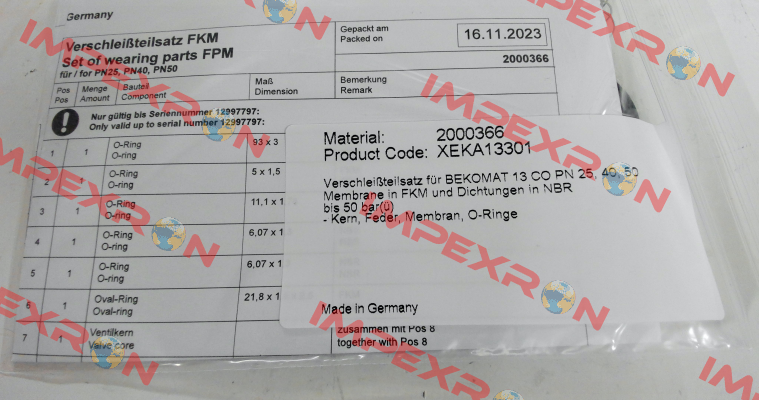 Germany
Verschleißteilsatz FKM
Set of wearing parts FPM
für / for PN25, PN40, PN50
Gepackt am
Packed on
16.11.2023
2000366
Pos Menge Bauteil Maß Bemerkung
Pos Amount Component Dimension Remark
Nur gültig bis Seriennummer 12997797:
Only valid up to serial number 12997797:
1 1 O-Ring 93 x 3
O-ring
2 1 O-Ring 5 x 1,5
O-ring
3 1 O-Ring 11,1 x
O-ring
4 1 O-Ring 6,07 x
O-ring
5 1 O-Ring 6,07 x
O-ring
6 1 Oval-Ring 21,8 x
Oval-ring
7 1 Ventilkern zusammen mit Pos 8
Valve core together with Pos 8
Material: 2000366
Product Code: XEKA13301
Verschleißteilsatz für BEKOMAT 13 CO PN 25, 40, 50
Membrane in FKM und Dichtungen in NBR
bis 50 bar(ü)
- Kern, Feder, Membran, O-Ringe
Made in Germany
IMPEXRON
IMPEXRON
IMPEXRON
IMPEXRON
IMPEXRON
IMPEXRON